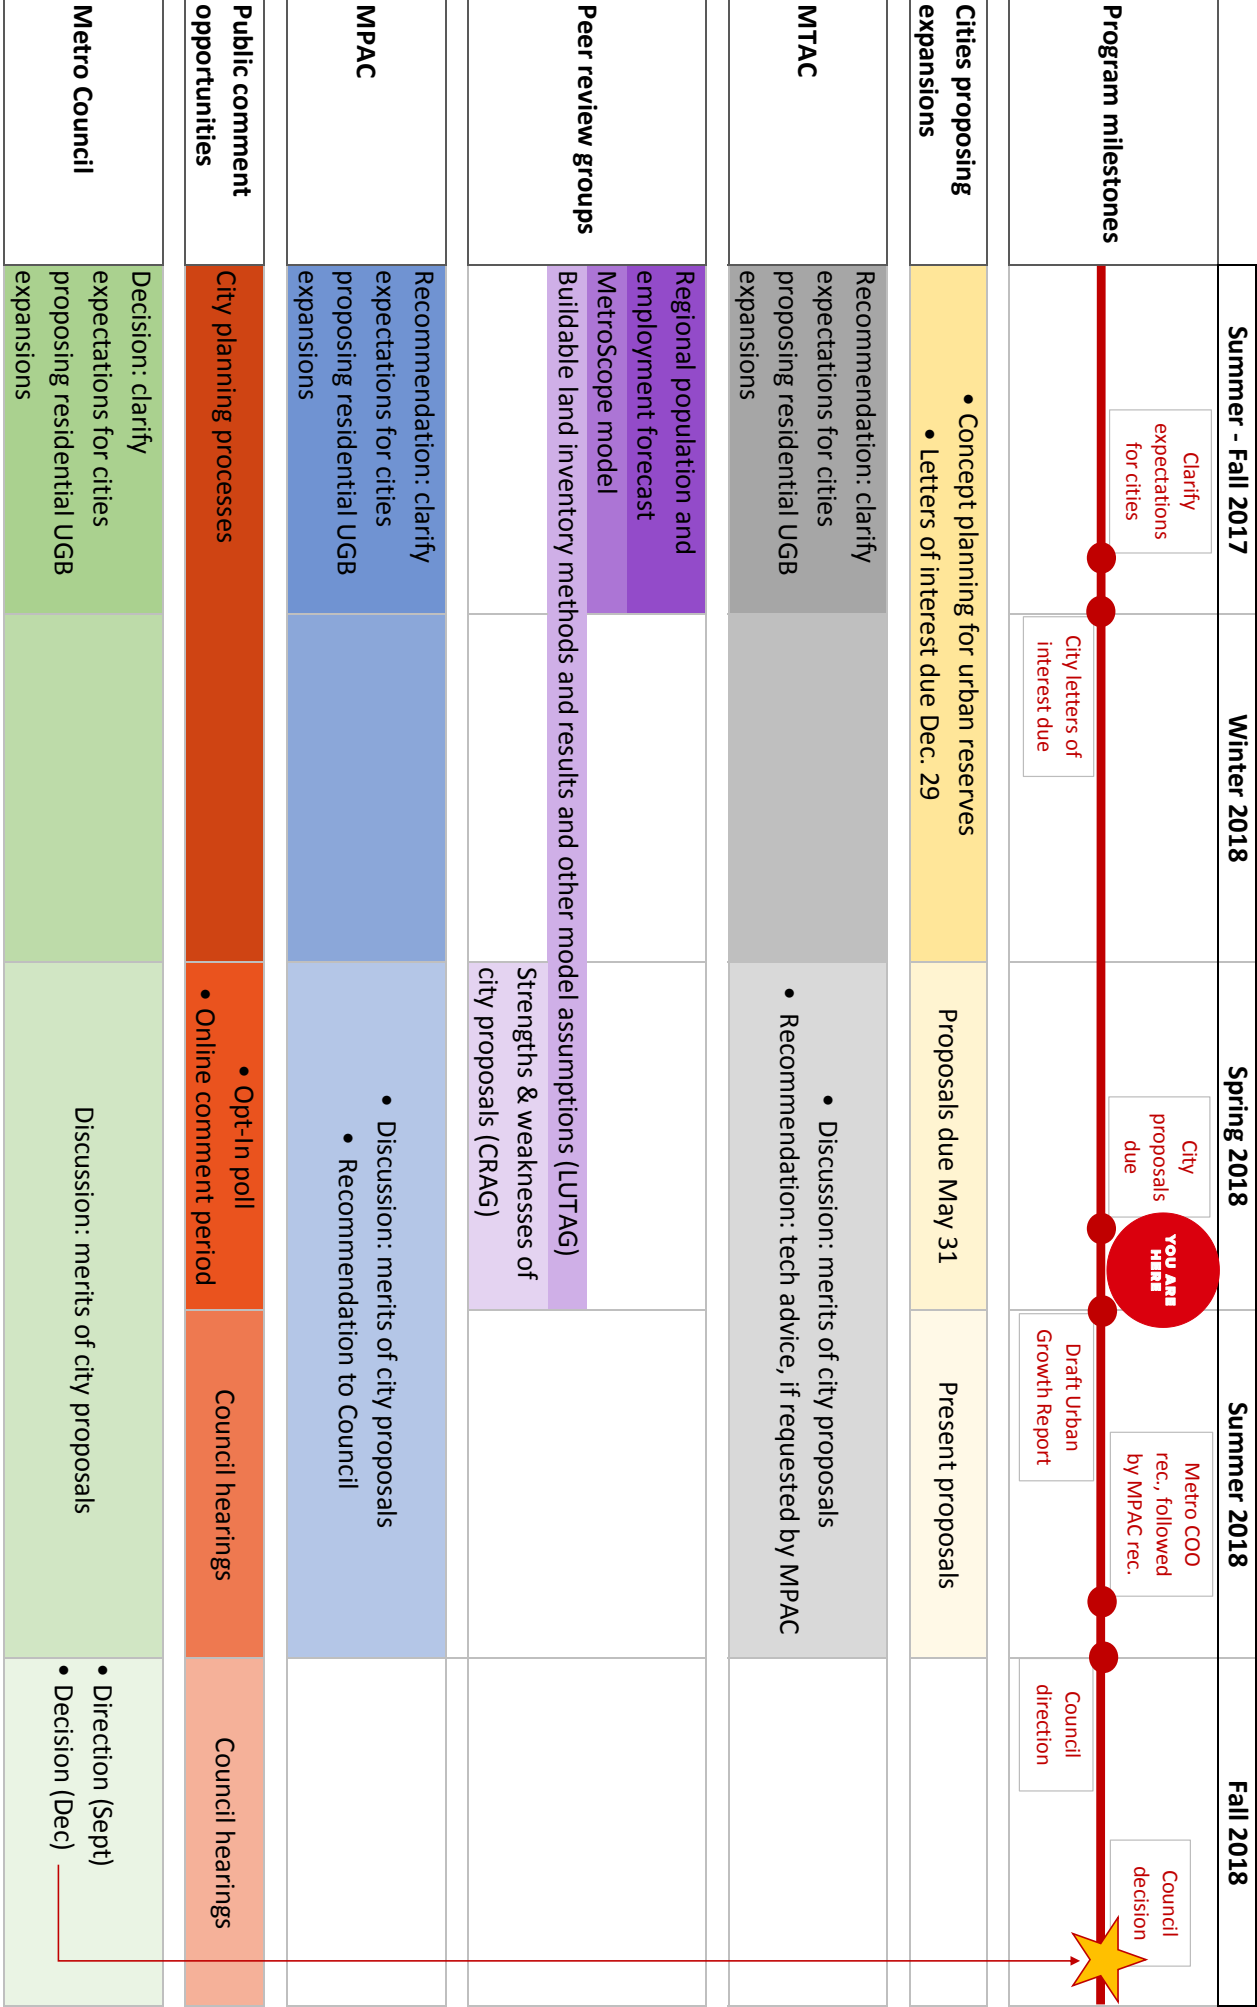 Summer - Fall 2017
Winter 2018
Spring 2018
Summer 2018
Fall 2018
Program milestones
Clarify
expectations
for cities
City letters of
interest due
City
proposals
due
YOU ARE
HERE
Draft Urban
Growth Report
Metro COO
rec., followed
by MPAC rec.
Council
direction
Council
decision
Cities proposing
expansions
• Concept planning for urban reserves
• Letters of interest due Dec. 29
Proposals due May 31
Present proposals
MTAC
Recommendation: clarify
expectations for cities
proposing residential UGB
expansions
• Discussion: merits of city proposals
• Recommendation: tech advice, if requested by MPAC
Peer review groups
Regional population and
employment forecast
MetroScope model
Buildable land inventory methods and results and other model assumptions (LUTAG)
Strengths & weaknesses of
city proposals (CRAG)
MPAC
Recommendation: clarify
expectations for cities
proposing residential UGB
expansions
• Discussion: merits of city proposals
• Recommendation to Council
Public comment
opportunities
City planning processes
• Opt-In poll
• Online comment period
Council hearings
Council hearings
Metro Council
Decision: clarify
expectations for cities
proposing residential UGB
expansions
Discussion: merits of city proposals
• Direction (Sept)
• Decision (Dec)